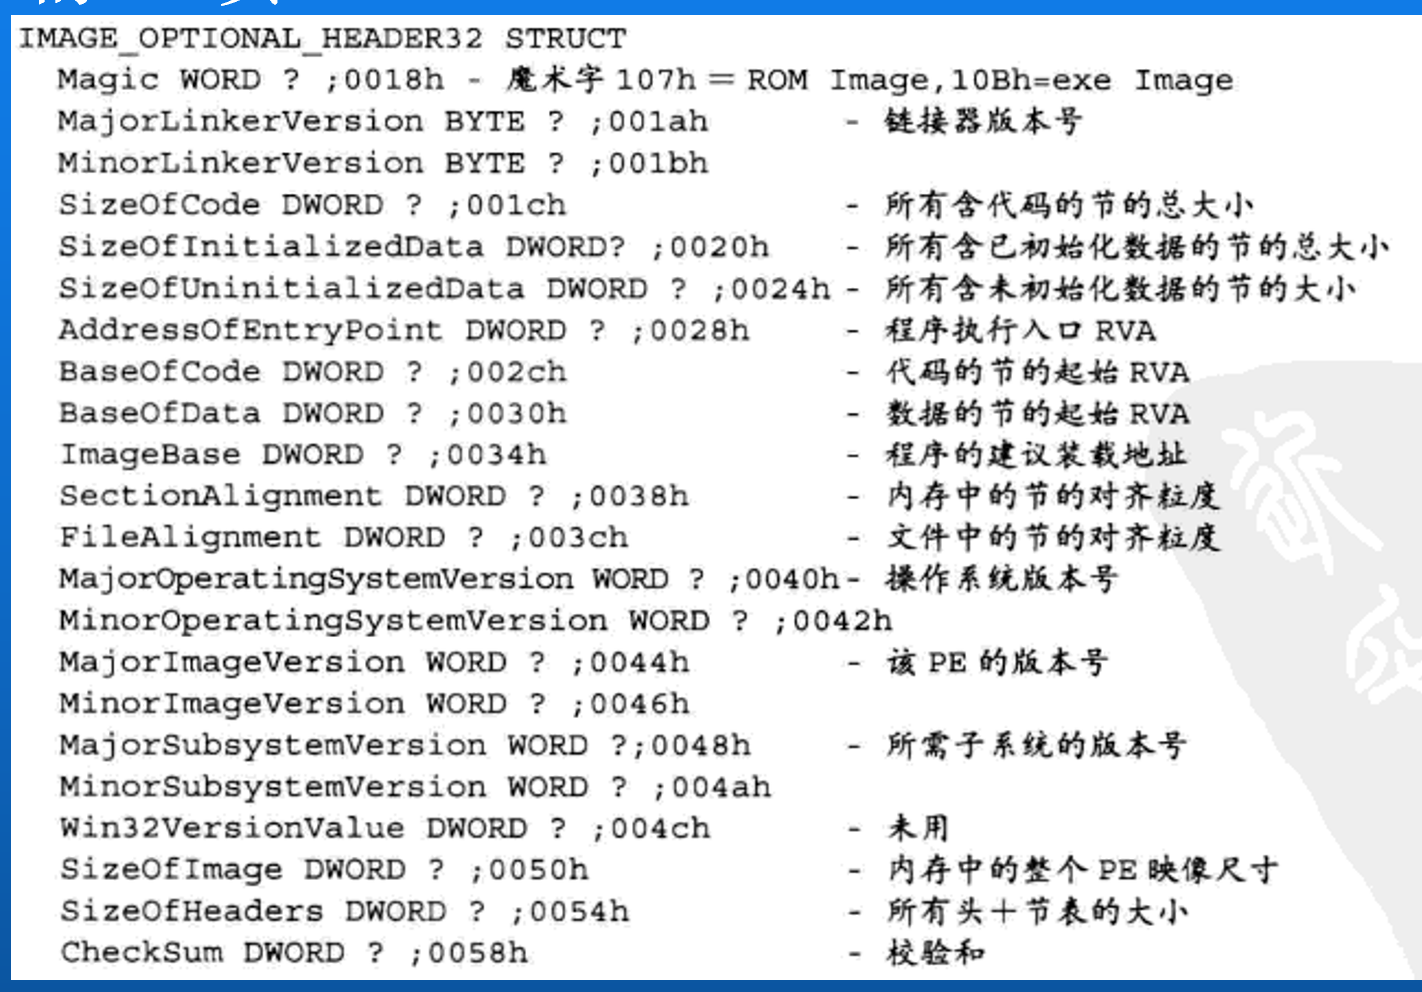 IMAGE_OPTIONAL_HEADER32 STRUCT
Magic WORD ? ;0018h - 魔术字 107h = ROM Image,10Bh=exe Image
MajorLinkerVersion BYTE ? ;001ah - 链接器版本号
MinorLinkerVersion BYTE ? ;001bh
SizeOfCode DWORD ? ;001ch - 所有含代码的节的总大小
SizeOfInitializedData DWORD? ;0020h - 所有含已初始化数据的节的总大小
SizeOfUninitializedData DWORD ? ;0024h - 所有含未初始化数据的节的大小
AddressOfEntryPoint DWORD ? ;0028h - 程序执行入口 RVA
BaseOfCode DWORD ? ;002ch - 代码的节的起始 RVA
BaseOfData DWORD ? ;0030h - 数据的节的起始 RVA
ImageBase DWORD ? ;0034h - 程序的建议装载地址
SectionAlignment DWORD ? ;0038h - 内存中的节的对齐粒度
FileAlignment DWORD ? ;003ch - 文件中的节的对齐粒度
MajorOperatingSystemVersion WORD ? ;0040h- 操作系统版本号
MinorOperatingSystemVersion WORD ? ;0042h
MajorImageVersion WORD ? ;0044h - 该 PE 的版本号
MinorImageVersion WORD ? ;0046h
MajorSubsystemVersion WORD ?;0048h - 所需子系统的版本号
MinorSubsystemVersion WORD ? ;004ah
Win32VersionValue DWORD ? ;004ch - 未用
SizeOfImage DWORD ? ;0050h - 内存中的整个 PE 映像尺寸
SizeOfHeaders DWORD ? ;0054h - 所有头+节表的大小
CheckSum DWORD ? ;0058h - 校验和